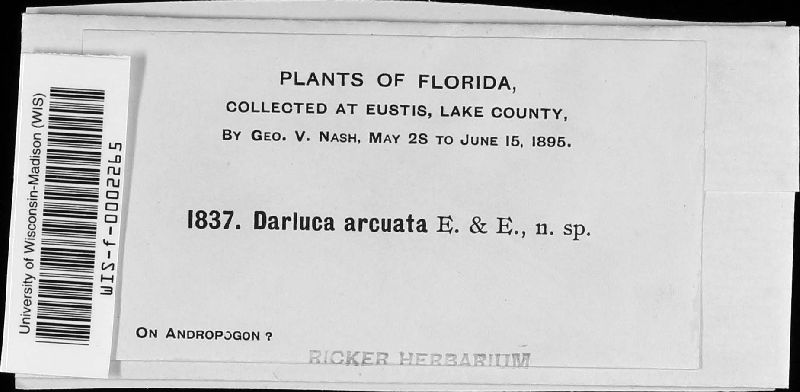 PLANTS OF FLORIDA,
COLLECTED AT EUSTIS, LAKE COUNTY,
BY GEO. V. NASH, MAY 28 TO JUNE 15, 1895.
1837. Darluca arcuata E. & E., n. sp.
ON ANDROPOGON ?
RICKER HERBARIUM
University of Wisconsin-Madison (WIS)
WIS-f-0002265